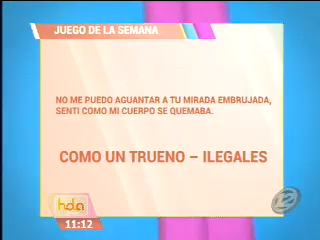 JUEGO DE LA SEMANA
NO ME PUEDO AGUANTAR A TU MIRADA EMBRUJADA,
SENTI COMO MI CUERPO SE QUEMABA.
COMO UN TRUENO – ILEGALES
hda
11:12
12